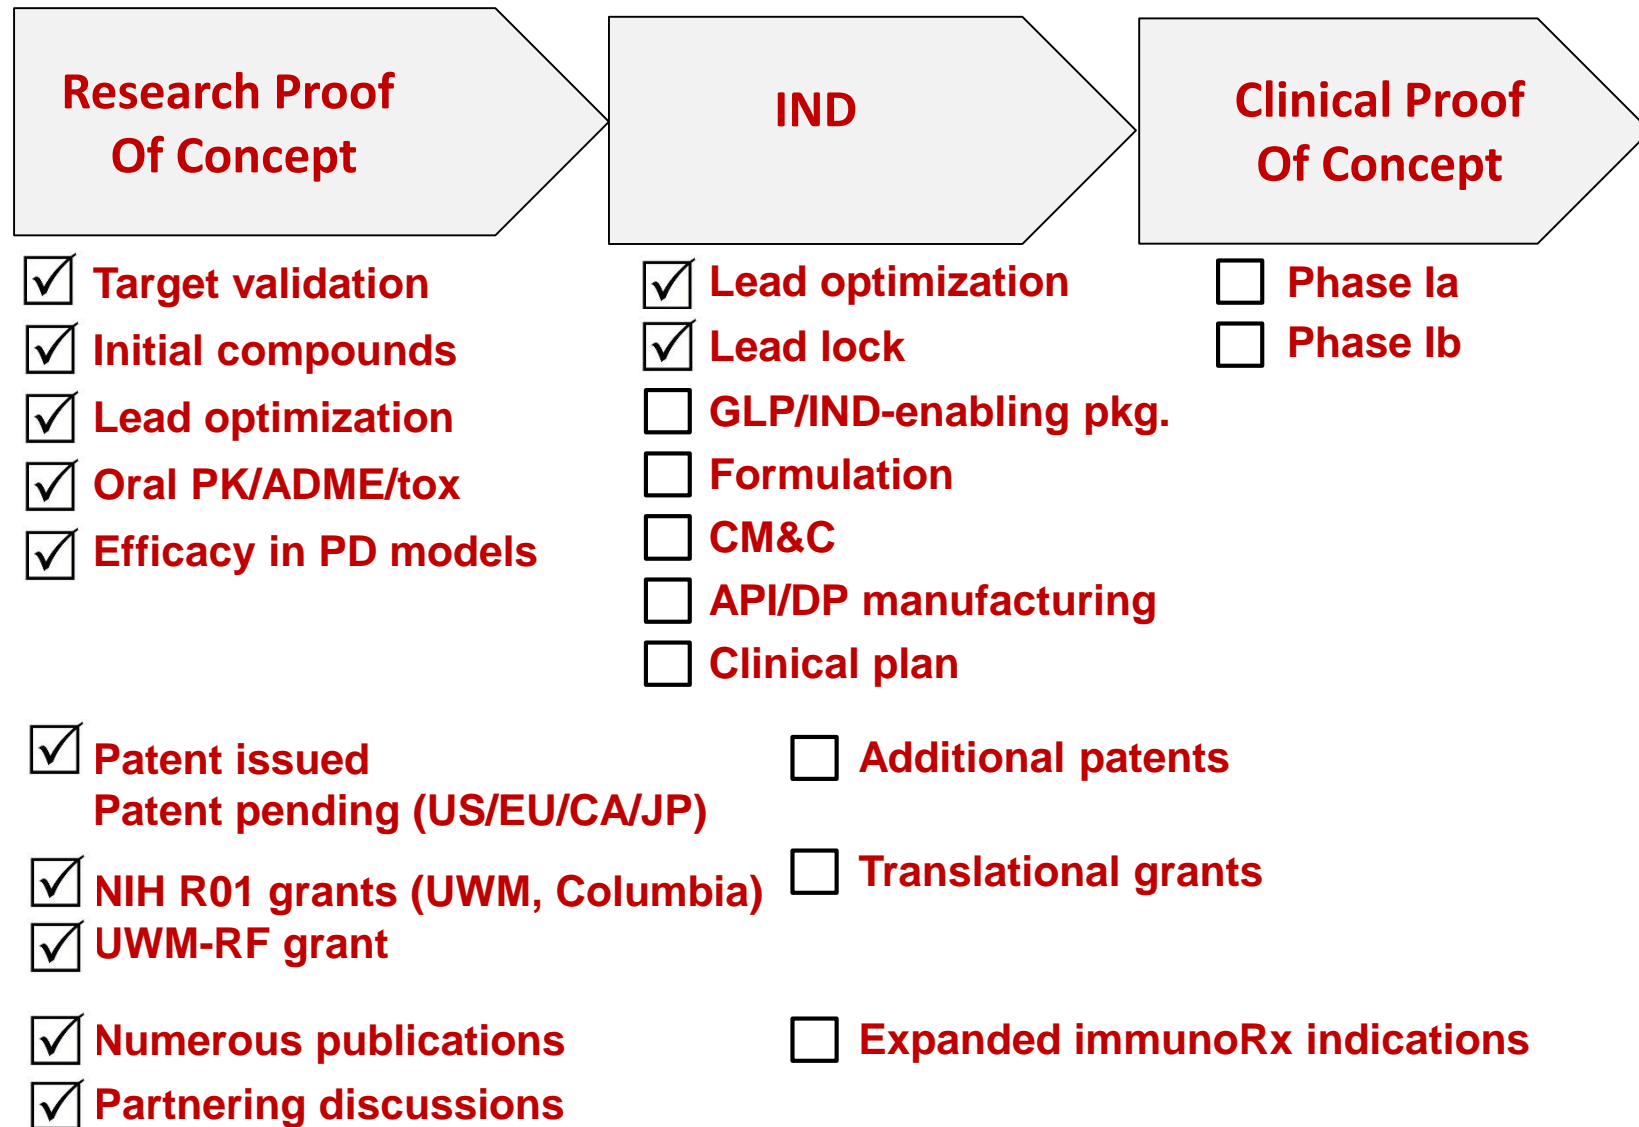 Research Proof
Of Concept
IND
Clinical Proof
Of Concept
Target validation
Initial compounds
Lead optimization
Oral PK/ADME/tox
Efficacy in PD models
Lead optimization
Lead lock
GLP/IND-enabling pkg.
Formulation
CM&C
API/DP manufacturing
Clinical plan
Phase Ia
Phase Ib
Patent issued
Patent pending (US/EU/CA/JP)
NIH R01 grants (UWM, Columbia)
UWM-RF grant
Numerous publications
Partnering discussions
Additional patents
Translational grants
Expanded immunoRx indications